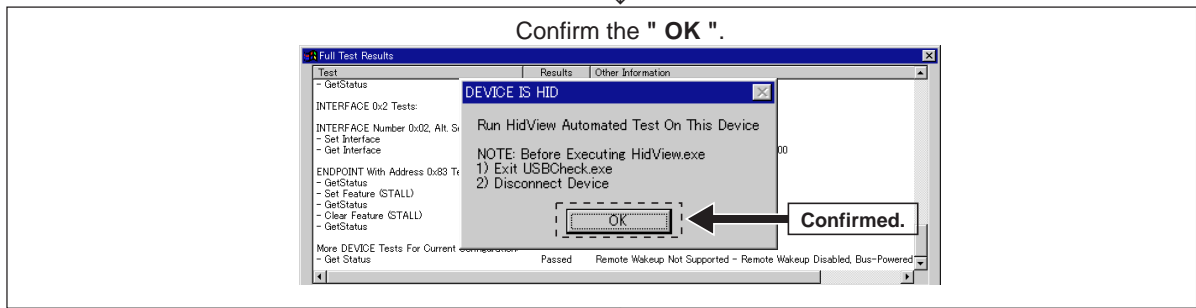 Confirm the " OK ".
Full Test Results
Test Results Other Information
- GetStatus
INTERFACE 0x2 Tests:
INTERFACE Number 0x02, Alt. S
- Set Interface
- Get Interface 00
ENDPOINT With Address 0x83 Te
- GetStatus
- Set Feature (STALL)
- GetStatus
- Clear Feature (STALL)
- GetStatus
More DEVICE Tests For Current
- Get Status Passed Remote Wakeup Not Supported - Remote Wakeup Disabled, Bus-Powered
DEVICE IS HID
Run HidView Automated Test On This Device
NOTE: Before Executing HidView.exe
1) Exit USBCheck.exe
2) Disconnect Device
OK
Confirmed.